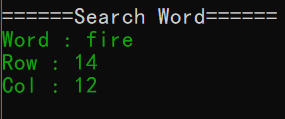 ======Search Word======
Word : fire
Row : 14
Col : 12